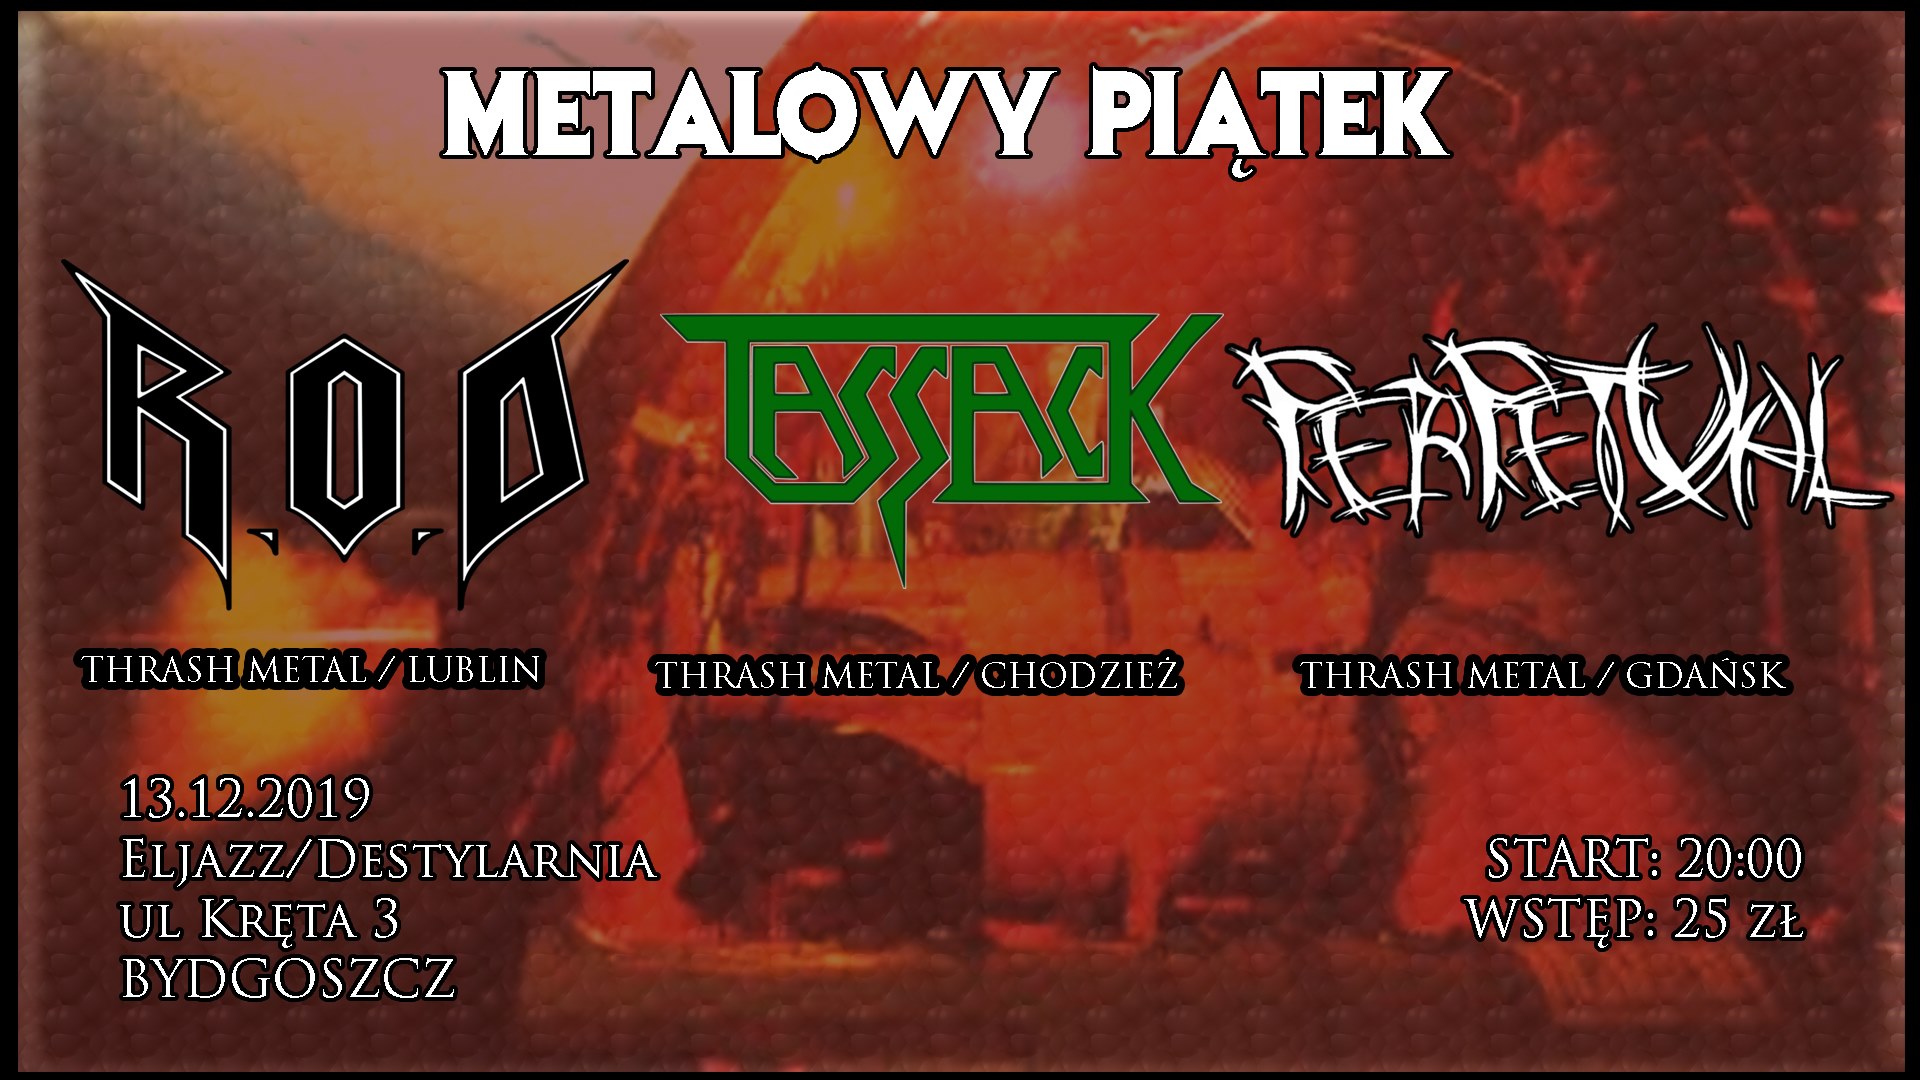 METALOWY PIĄTEK
R.O.D
TASSACK
PERPETUAL
THRASH METAL / LUBLIN
THRASH METAL / CHODZIEŻ
THRASH METAL / GDAŃSK
13.12.2019
ELJAZZ/DESTYLARNIA
UL KRĘTA 3
BYDGOSZCZ
START: 20:00
WSTĘP: 25 ZŁ